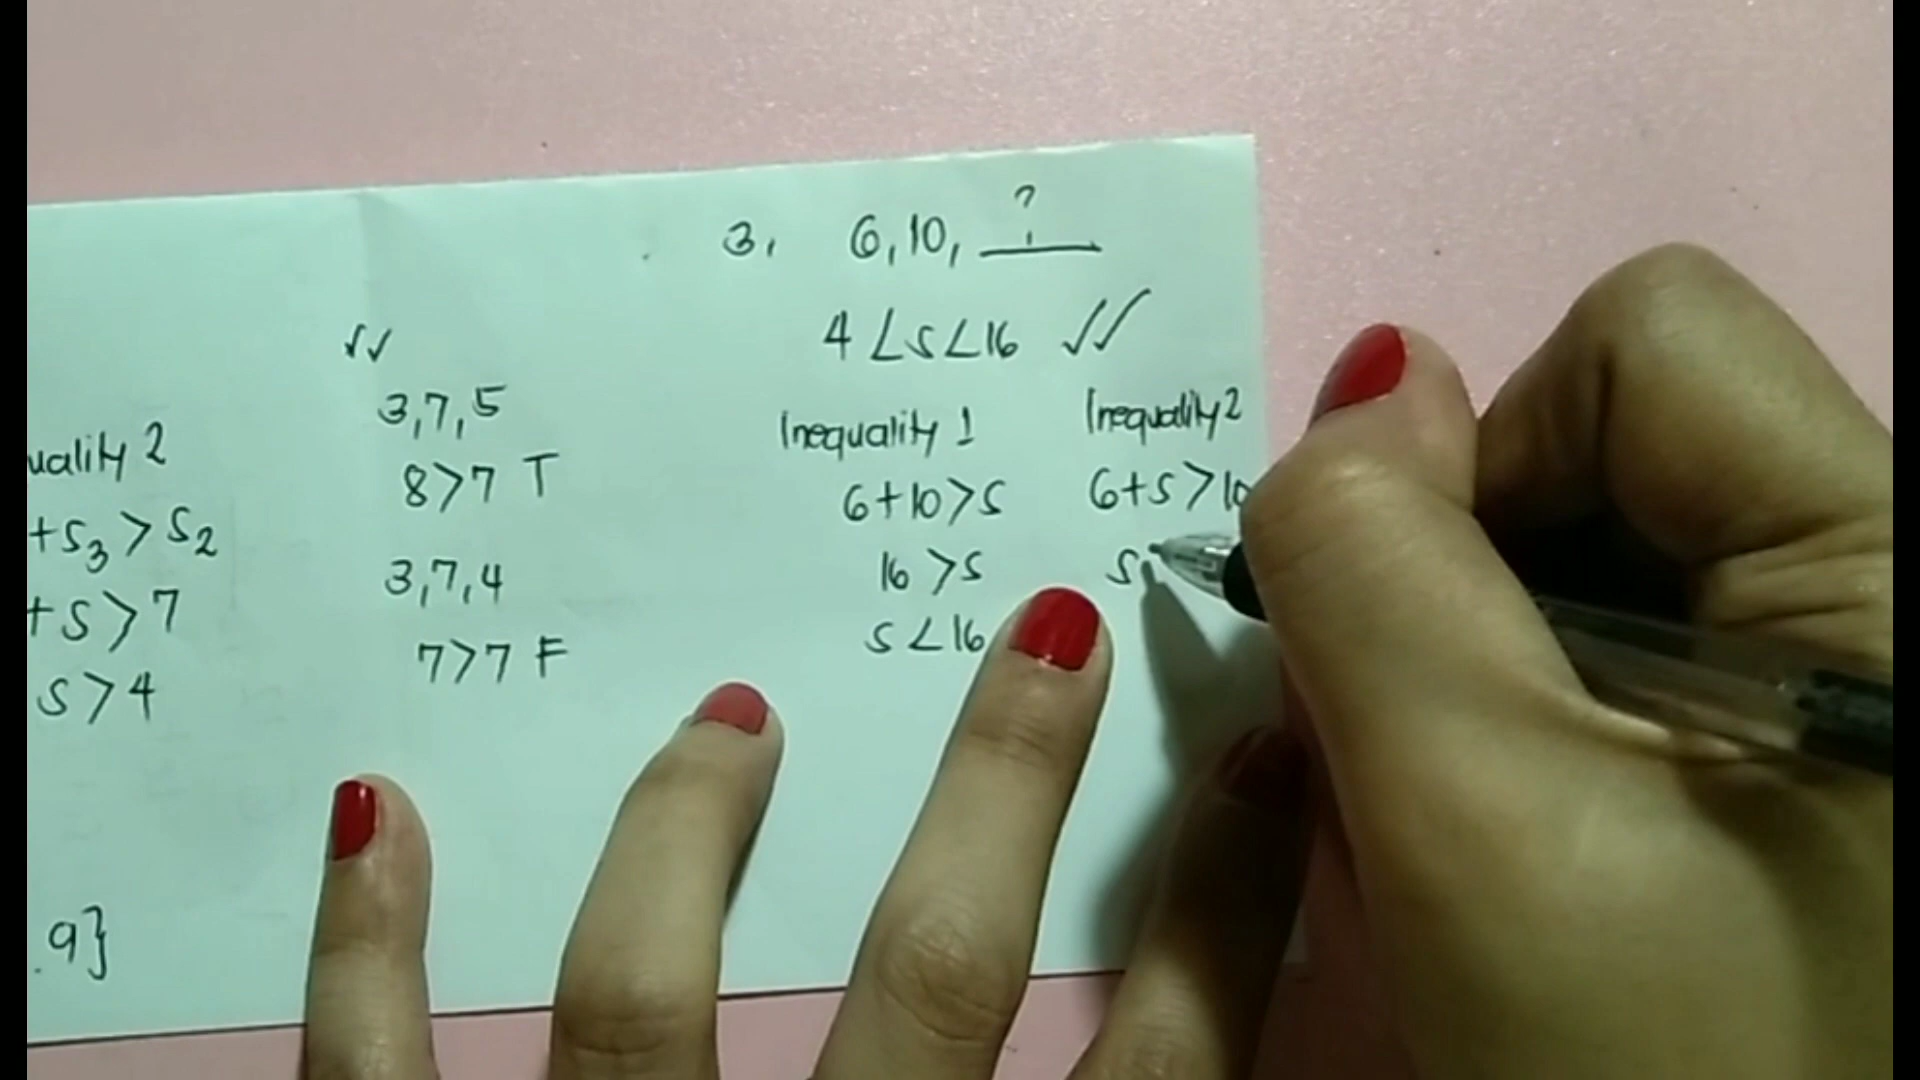 uality 2
+s₃ > s₂
+ s > 7
s > 4
.9}
✓✓
3, 7, 5
8 > 7 T
3, 7, 4
7 > 7 F
3. 6, 10, ?
4 < s < 16 ✓✓
Inequality 1
6 + 10 > s
16 > s
s < 16
Inequality 2
6 + s > 10
s